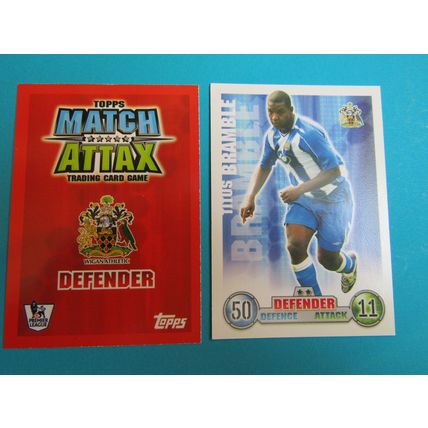 TOPPS
MATCH
ATTAX
TRADING CARD GAME
WIGAN ATHLETIC
DEFENDER
PREMIER
LEAGUE
Topps
TITUS BRAMBLE
BRAMBLE
50
DEFENDER
DEFENCE
ATTACK
11